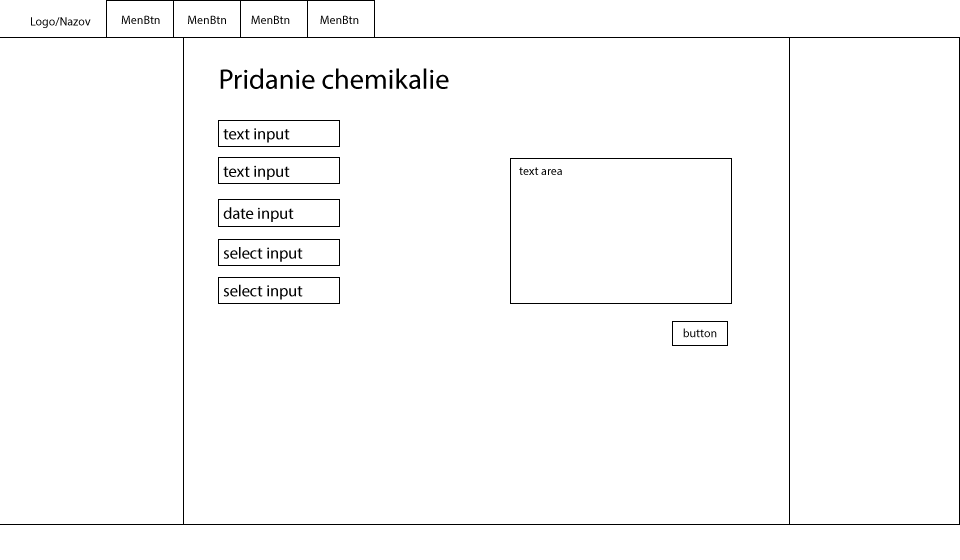 Logo/Nazov
MenBtn
MenBtn
MenBtn
MenBtn
Pridanie chemikalie
text input
text input
date input
select input
select input
text area
button